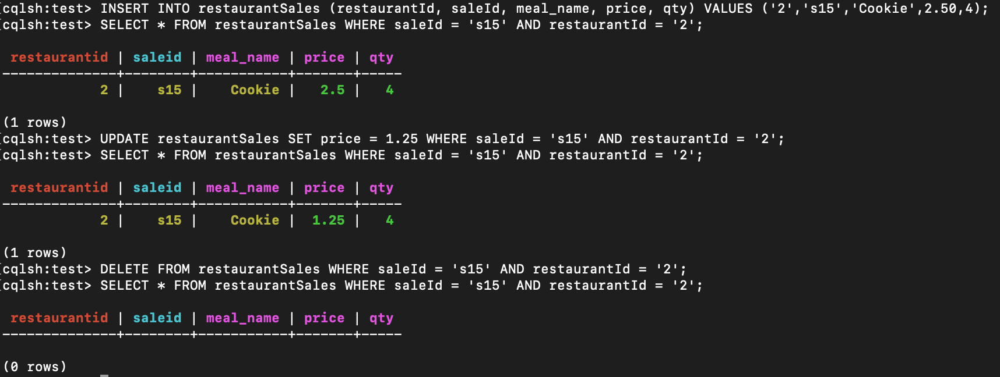 cqlsh:test> INSERT INTO restaurantSales (restaurantId, saleId, meal_name, price, qty) VALUES ('2','s15','Cookie',2.50,4);
cqlsh:test> SELECT * FROM restaurantSales WHERE saleId = 's15' AND restaurantId = '2';
restaurantid | saleid | meal_name | price | qty
--------------+--------+-----------+-------+-----
2 | s15 | Cookie | 2.5 | 4
(1 rows)
cqlsh:test> UPDATE restaurantSales SET price = 1.25 WHERE saleId = 's15' AND restaurantId = '2';
cqlsh:test> SELECT * FROM restaurantSales WHERE saleId = 's15' AND restaurantId = '2';
restaurantid | saleid | meal_name | price | qty
--------------+--------+-----------+-------+-----
2 | s15 | Cookie | 1.25 | 4
(1 rows)
cqlsh:test> DELETE FROM restaurantSales WHERE saleId = 's15' AND restaurantId = '2';
cqlsh:test> SELECT * FROM restaurantSales WHERE saleId = 's15' AND restaurantId = '2';
restaurantid | saleid | meal_name | price | qty
--------------+--------+-----------+-------+-----
(0 rows)